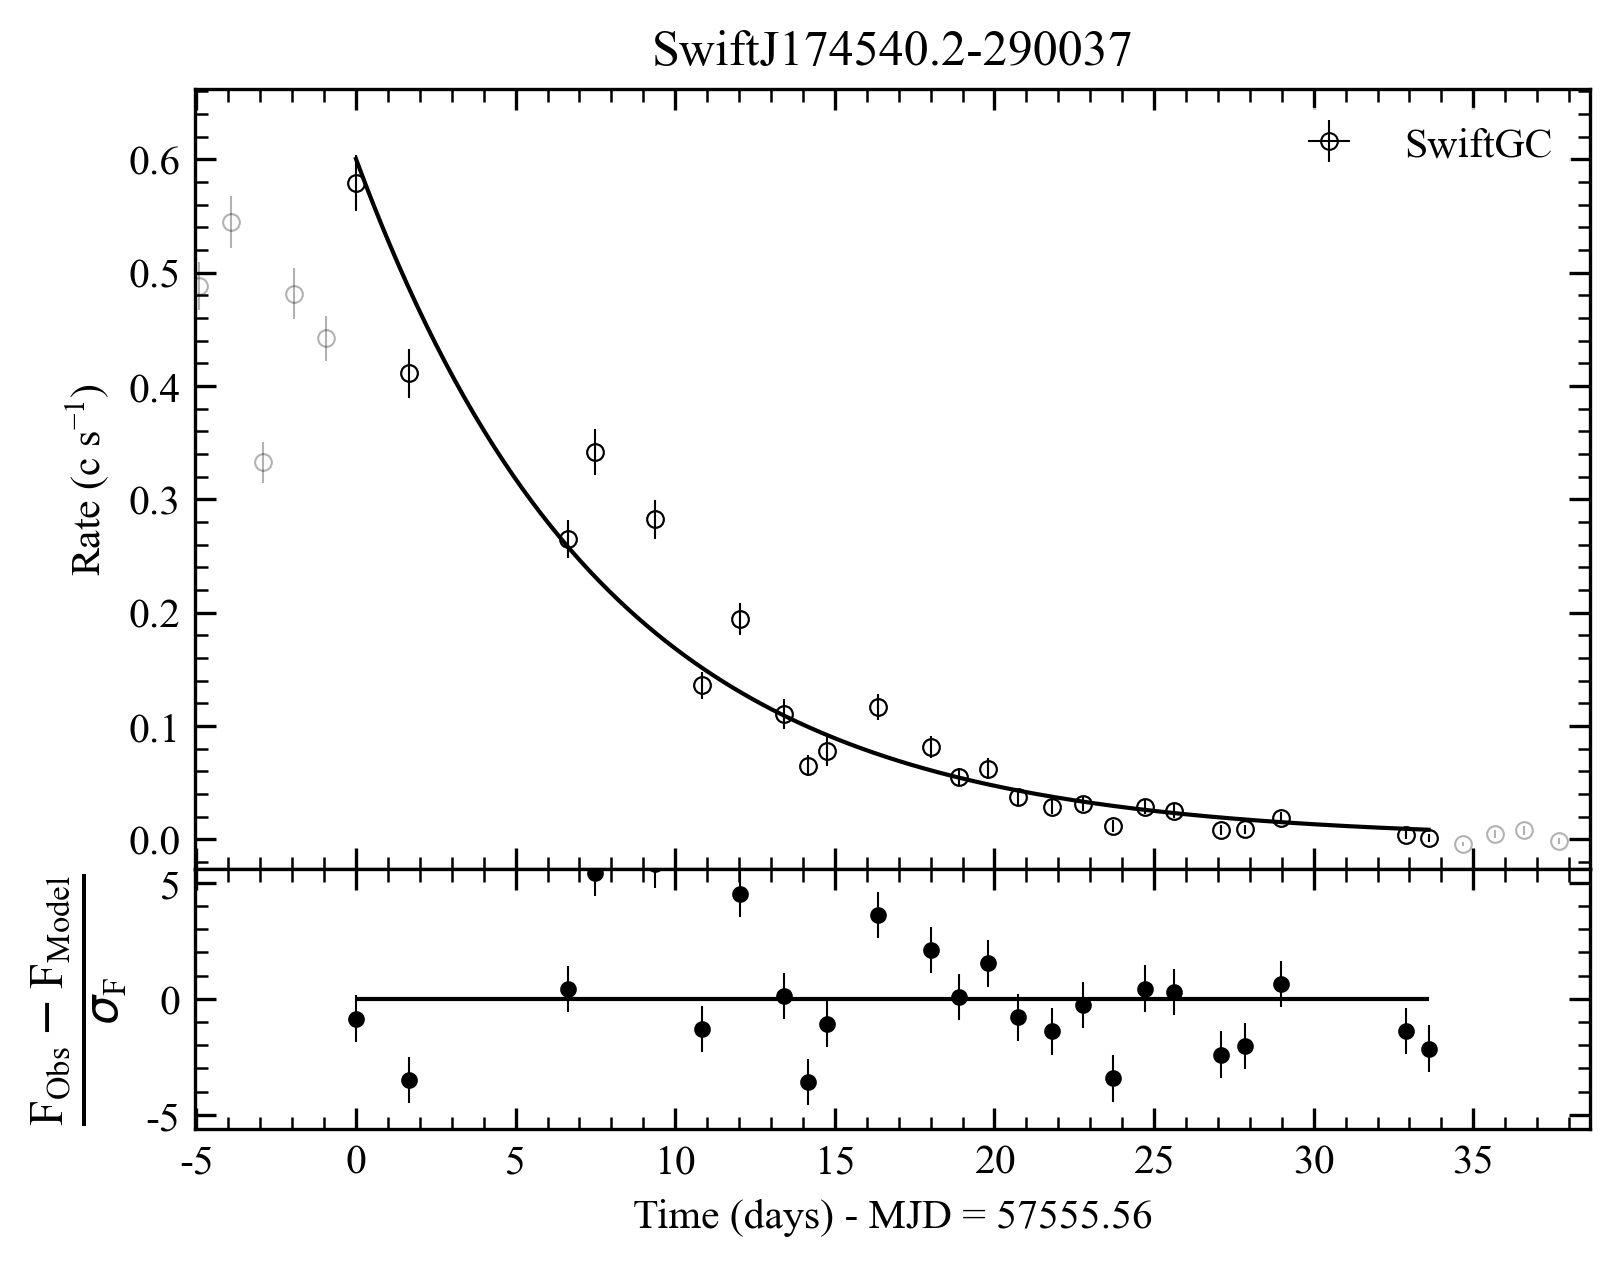 SwiftJ174540.2-290037
SwiftGC
0.6
0.5
0.4
0.3
0.2
0.1
0.0
Rate (c s⁻¹)
5
0
-5
F_Obs − F_Model
σ_F
-5 0 5 10 15 20 25 30 35
Time (days) - MJD = 57555.56